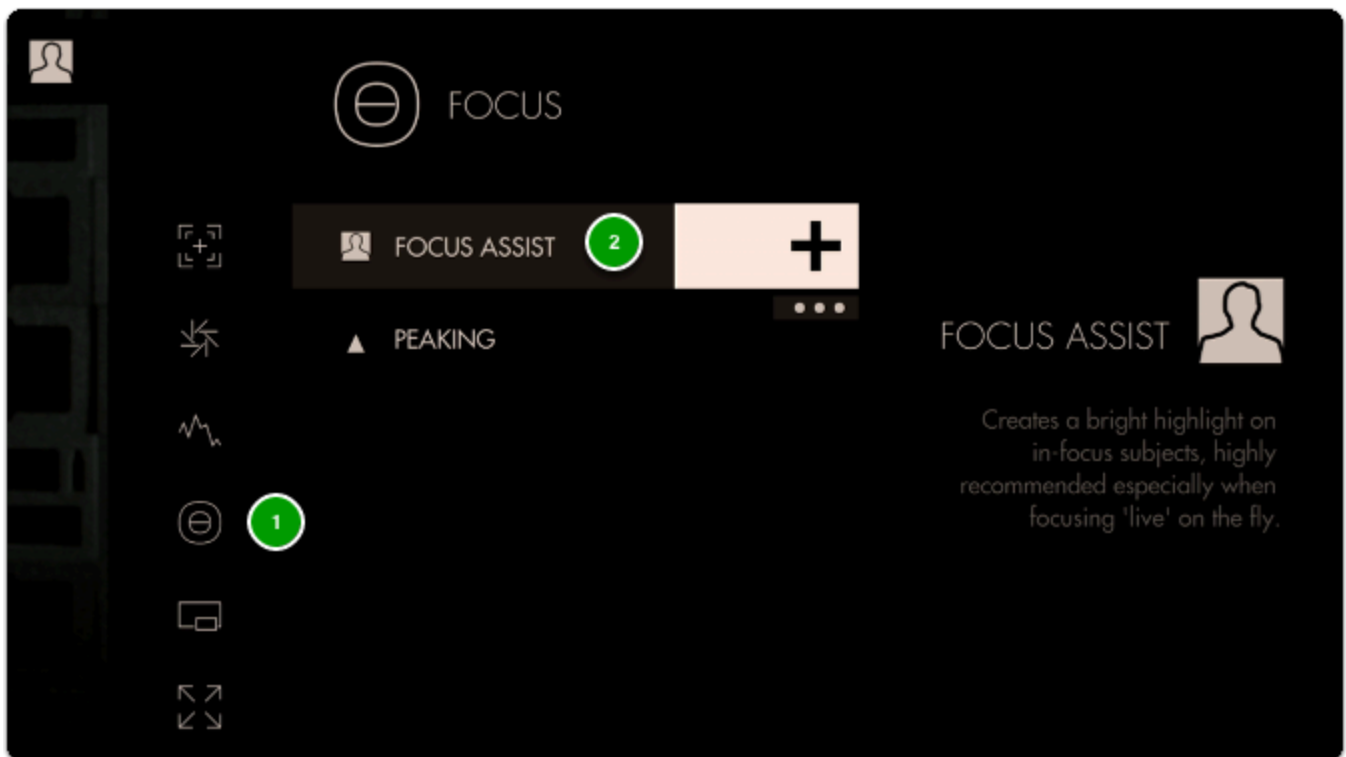 FOCUS
FOCUS ASSIST
2
PEAKING
FOCUS ASSIST
Creates a bright highlight on
in-focus subjects, highly
recommended especially when
focusing 'live' on the fly.
1